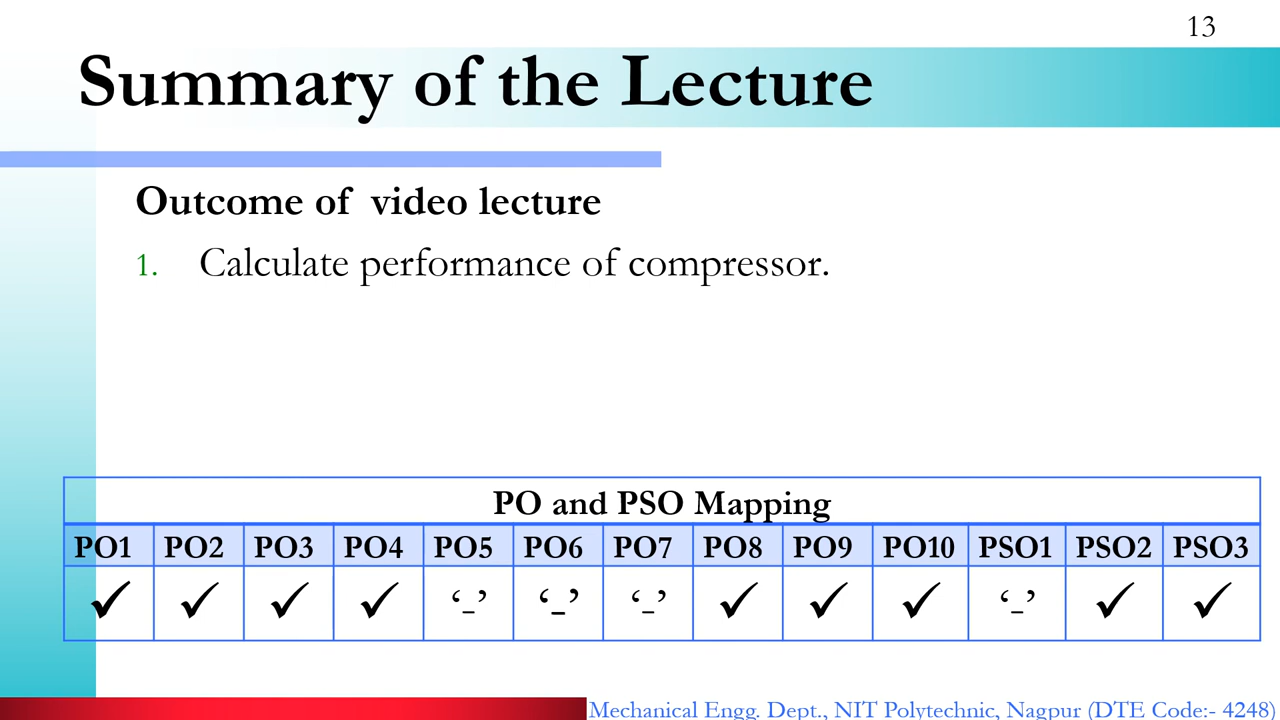 13
Summary of the Lecture
Outcome of video lecture
1. Calculate performance of compressor.
PO and PSO Mapping
PO1 PO2 PO3 PO4 PO5 PO6 PO7 PO8 PO9 PO10 PSO1 PSO2 PSO3
✓ ✓ ✓ ✓ ‘-’ ‘-’ ‘-’ ✓ ✓ ✓ ‘-’ ✓ ✓
Mechanical Engg. Dept., NIT Polytechnic, Nagpur (DTE Code:- 4248)